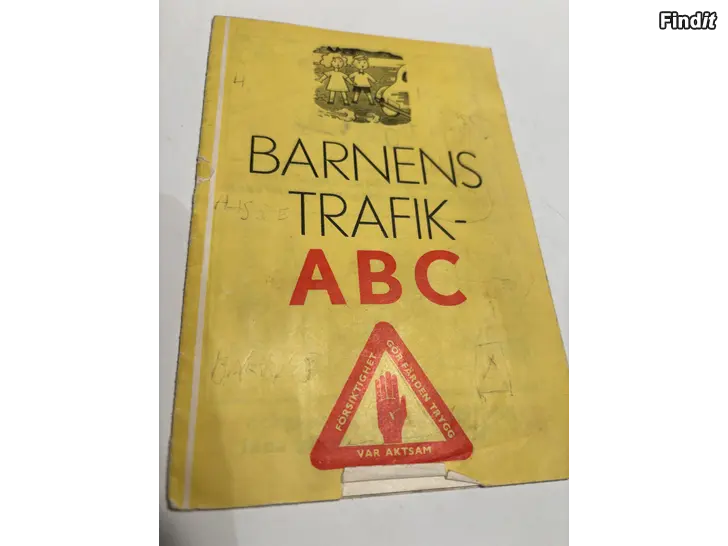 Findit
BARNENS
TRAFIK-
ABC
FÖRSIKTIGHET
GÖR FÄRDEN TRYGG
VAR AKTSAM